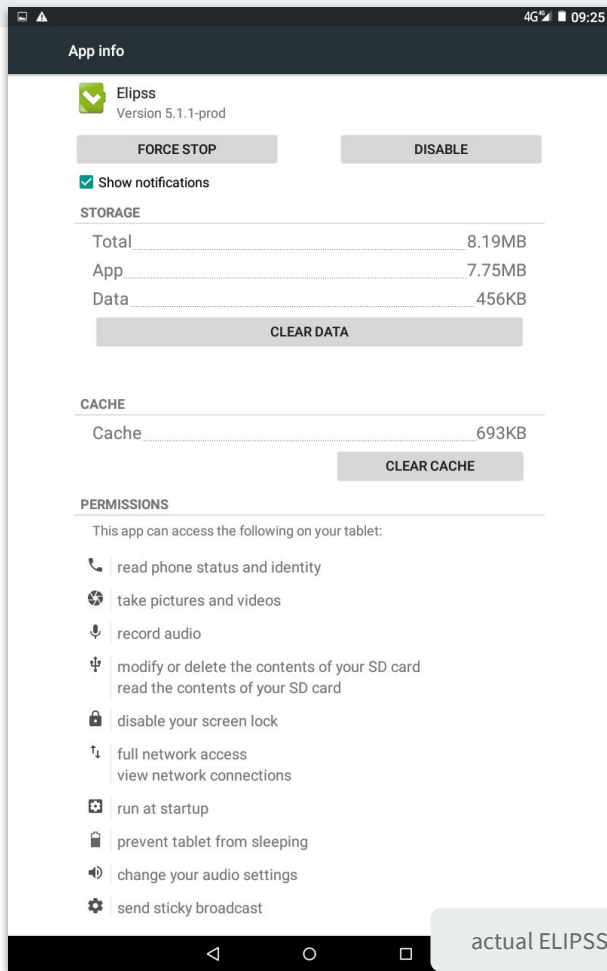 4G 09:25
App info
Elipss
Version 5.1.1-prod
FORCE STOP DISABLE
Show notifications
STORAGE
Total 8.19MB
App 7.75MB
Data 456KB
CLEAR DATA
CACHE
Cache 693KB
CLEAR CACHE
PERMISSIONS
This app can access the following on your tablet:
read phone status and identity
take pictures and videos
record audio
modify or delete the contents of your SD card
read the contents of your SD card
disable your screen lock
full network access
view network connections
run at startup
prevent tablet from sleeping
change your audio settings
send sticky broadcast
actual ELIPSS